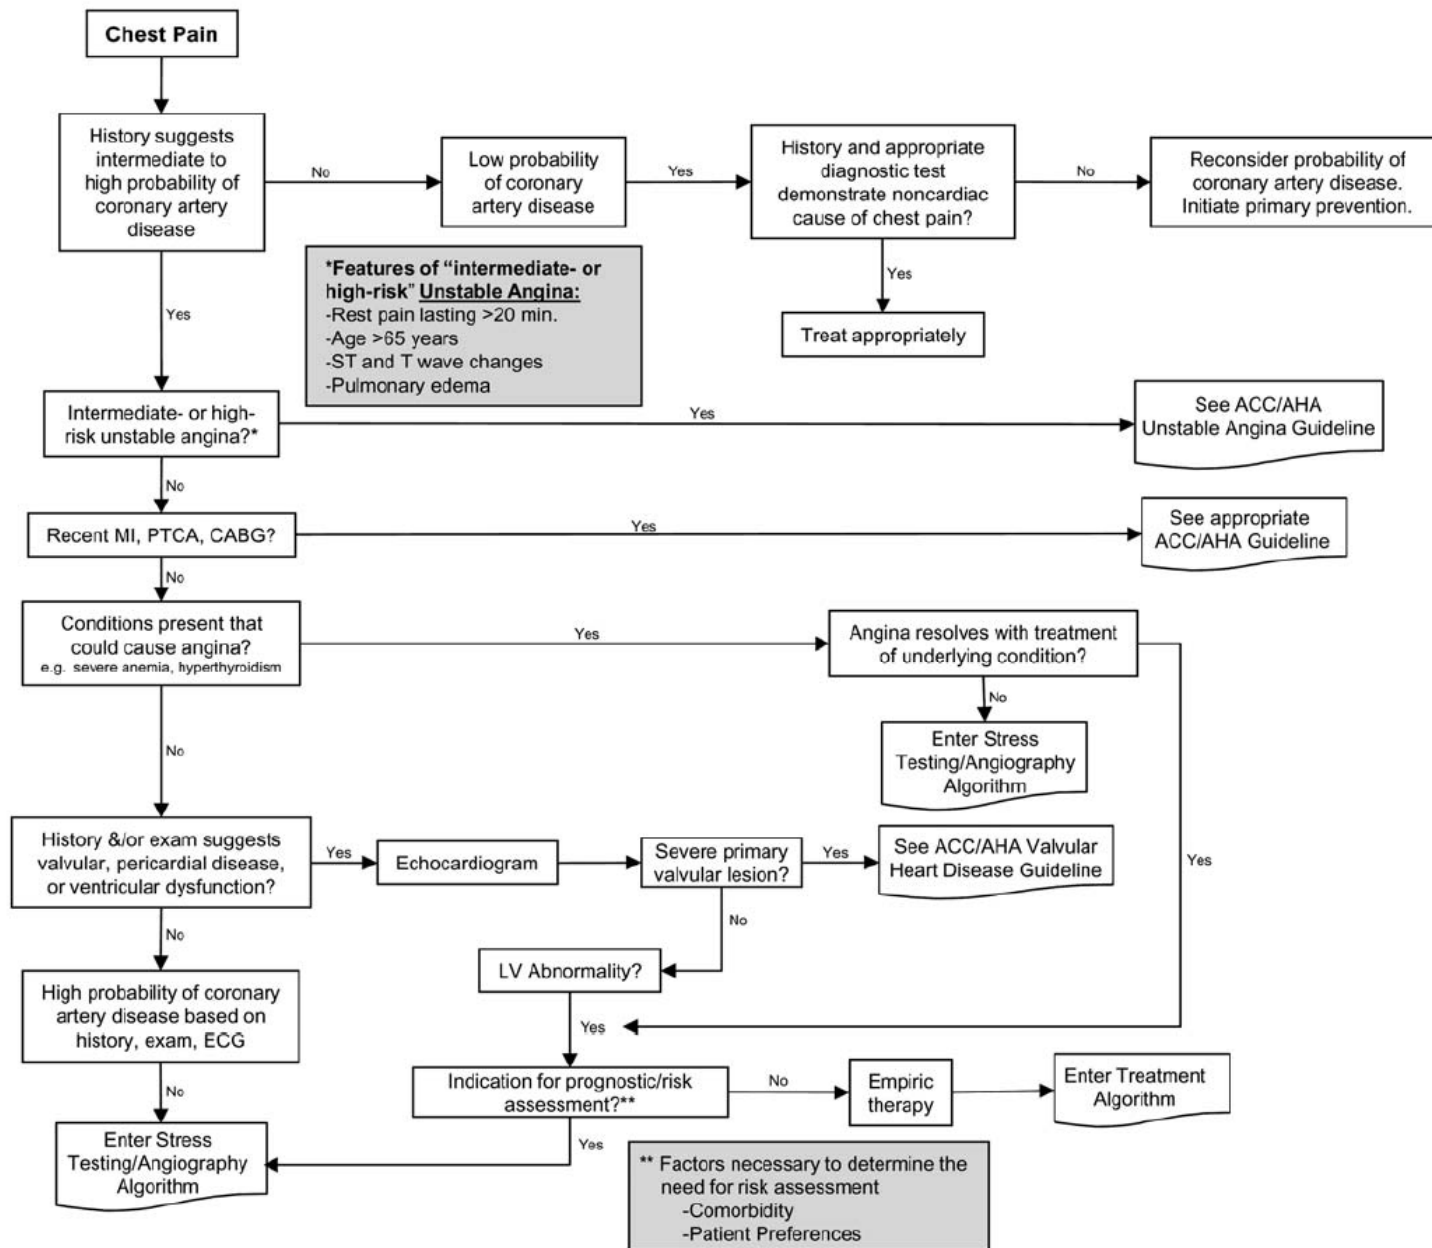 Chest Pain
History suggests
intermediate to
high probability of
coronary artery
disease
No
Low probability
of coronary
artery disease
Yes
History and appropriate
diagnostic test
demonstrate noncardiac
cause of chest pain?
No
Reconsider probability of
coronary artery disease.
Initiate primary prevention.
Yes
Treat appropriately
*Features of “intermediate- or
high-risk” Unstable Angina:
-Rest pain lasting >20 min.
-Age >65 years
-ST and T wave changes
-Pulmonary edema
Yes
Intermediate- or high-
risk unstable angina?*
Yes
See ACC/AHA
Unstable Angina Guideline
No
Recent MI, PTCA, CABG?
Yes
See appropriate
ACC/AHA Guideline
No
Conditions present that
could cause angina?
e.g. severe anemia, hyperthyroidism
Yes
Angina resolves with treatment
of underlying condition?
No
Enter Stress
Testing/Angiography
Algorithm
Yes
No
History &/or exam suggests
valvular, pericardial disease,
or ventricular dysfunction?
Yes
Echocardiogram
Severe primary
valvular lesion?
Yes
See ACC/AHA Valvular
Heart Disease Guideline
No
LV Abnormality?
Yes
No
High probability of coronary
artery disease based on
history, exam, ECG
No
Indication for prognostic/risk
assessment?**
No
Empiric
therapy
Enter Treatment
Algorithm
Yes
Enter Stress
Testing/Angiography
Algorithm
** Factors necessary to determine the
need for risk assessment
-Comorbidity
-Patient Preferences